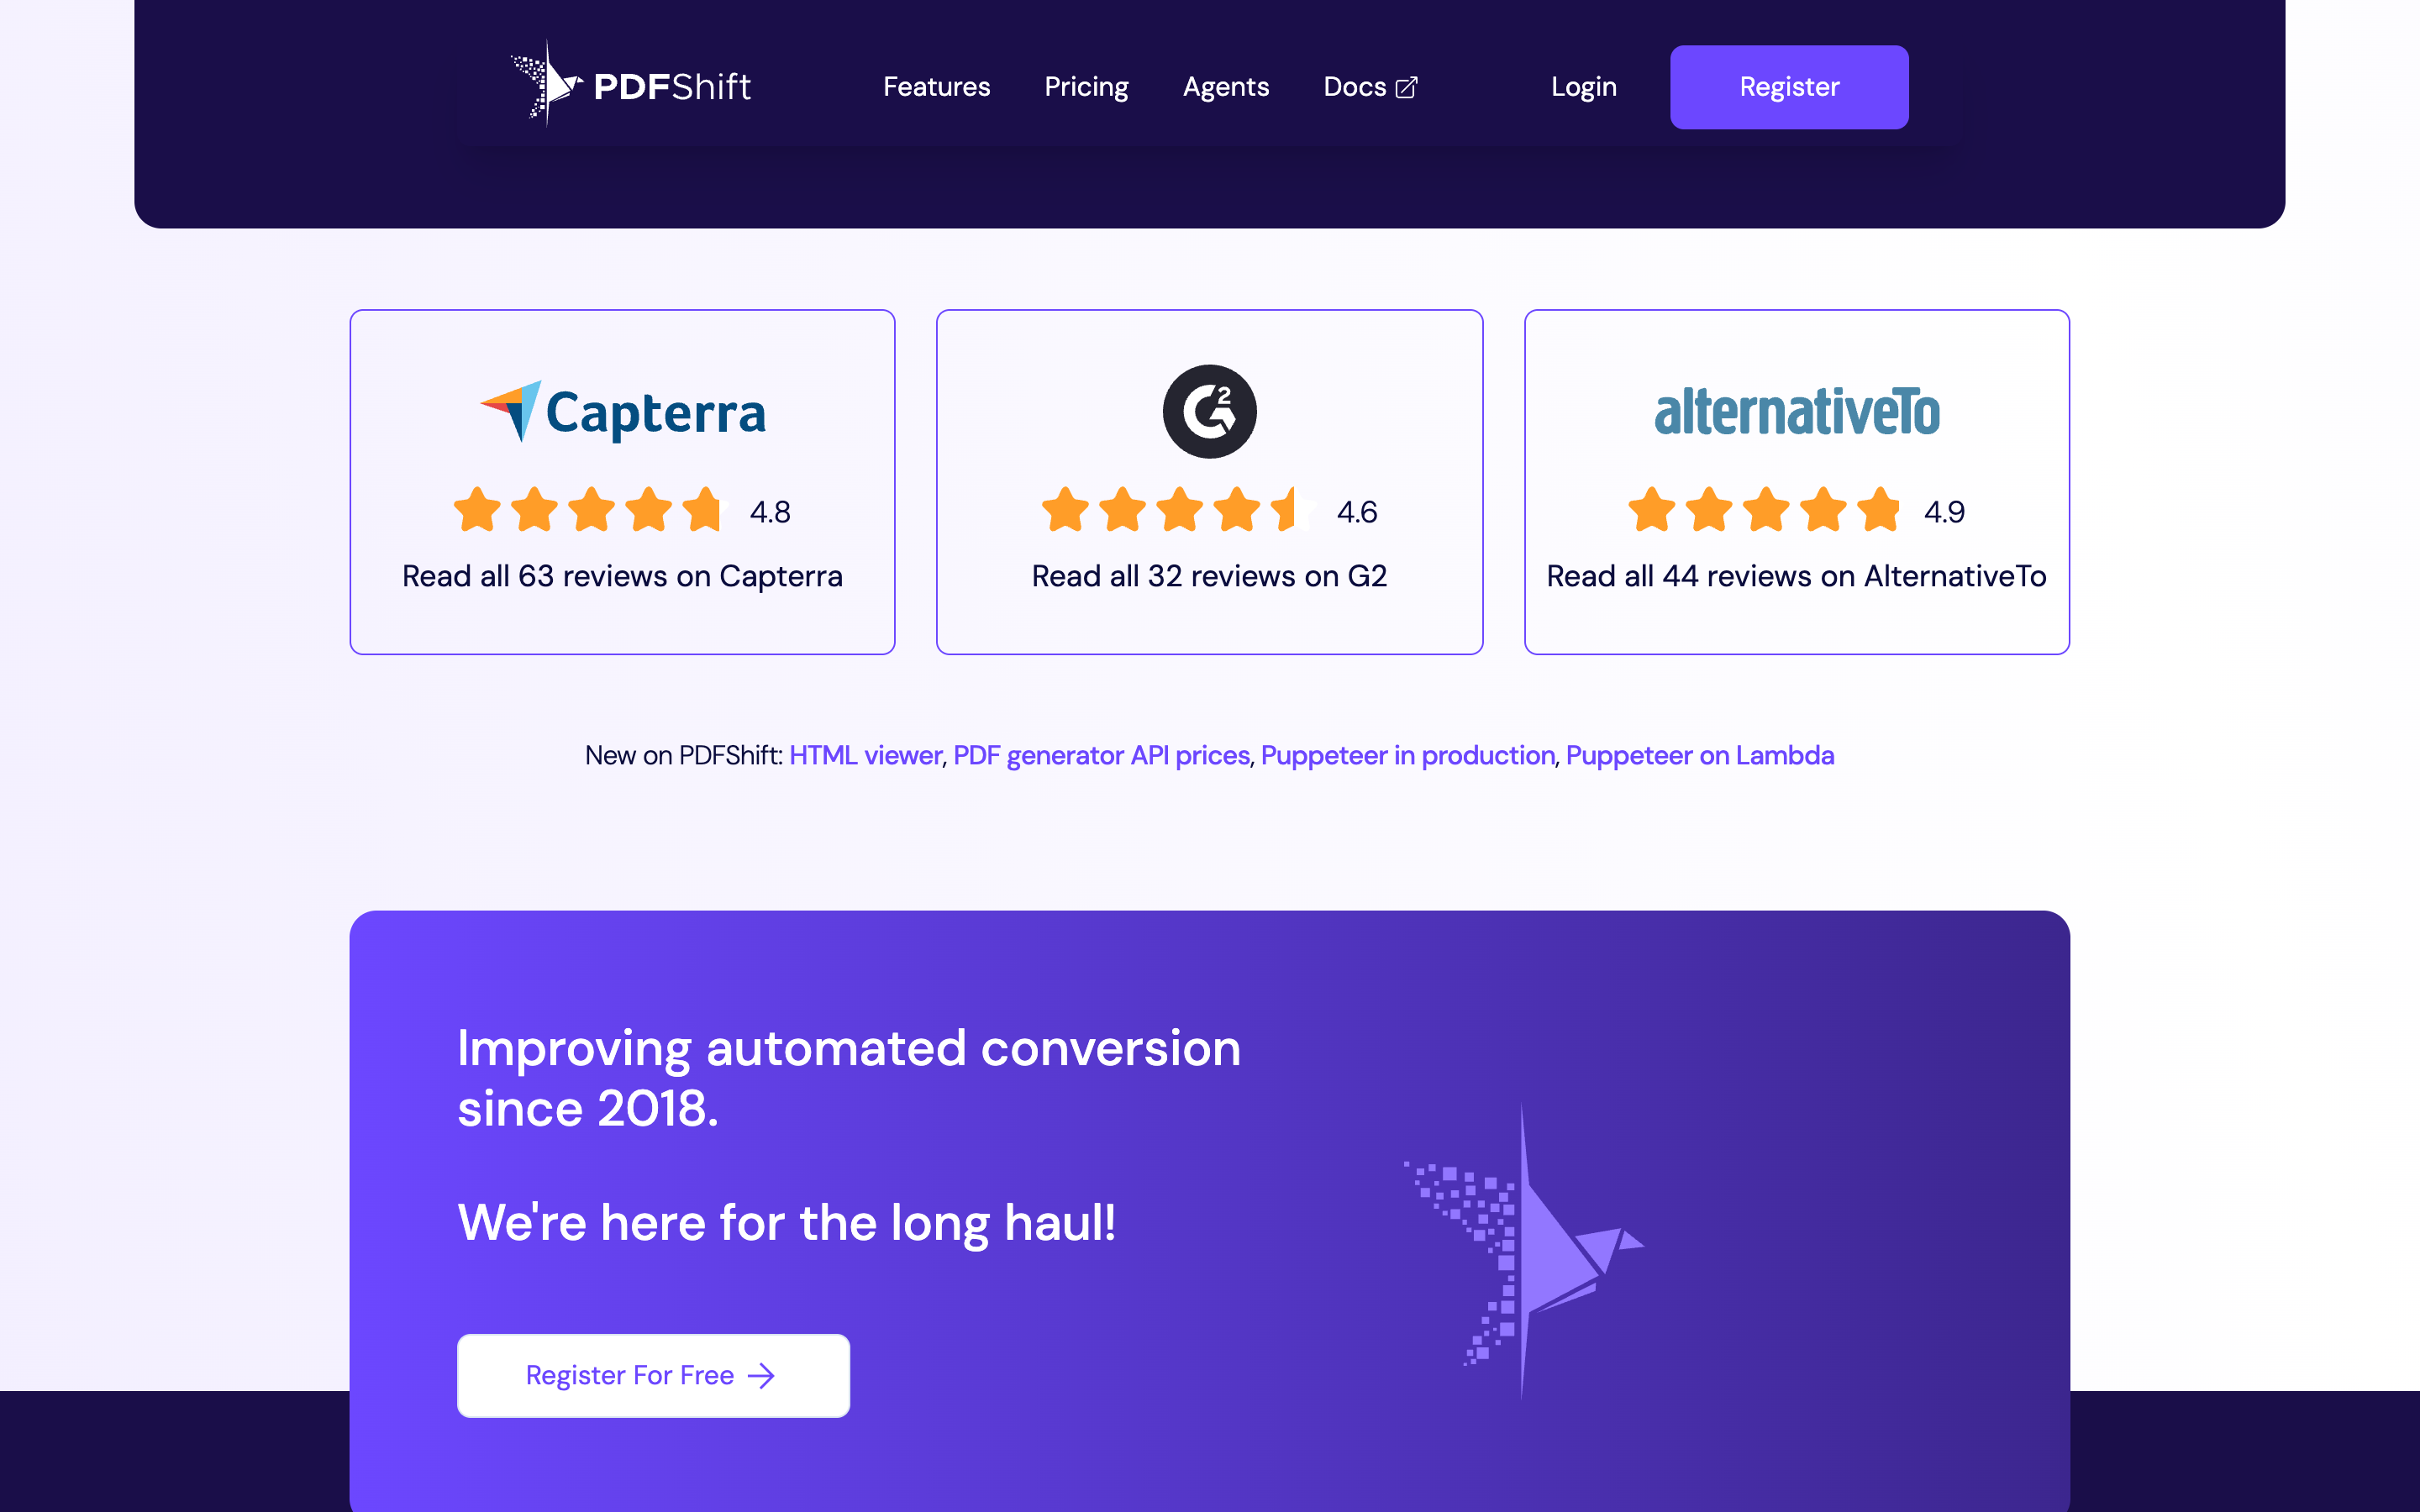 PDFShift
Features
Pricing
Agents
Docs
Login
Register
Capterra
4.8
Read all 63 reviews on Capterra
G2
4.6
Read all 32 reviews on G2
alternativeTo
4.9
Read all 44 reviews on AlternativeTo
New on PDFShift: HTML viewer, PDF generator API prices, Puppeteer in production, Puppeteer on Lambda
Improving automated conversion
since 2018.
We're here for the long haul!
Register For Free